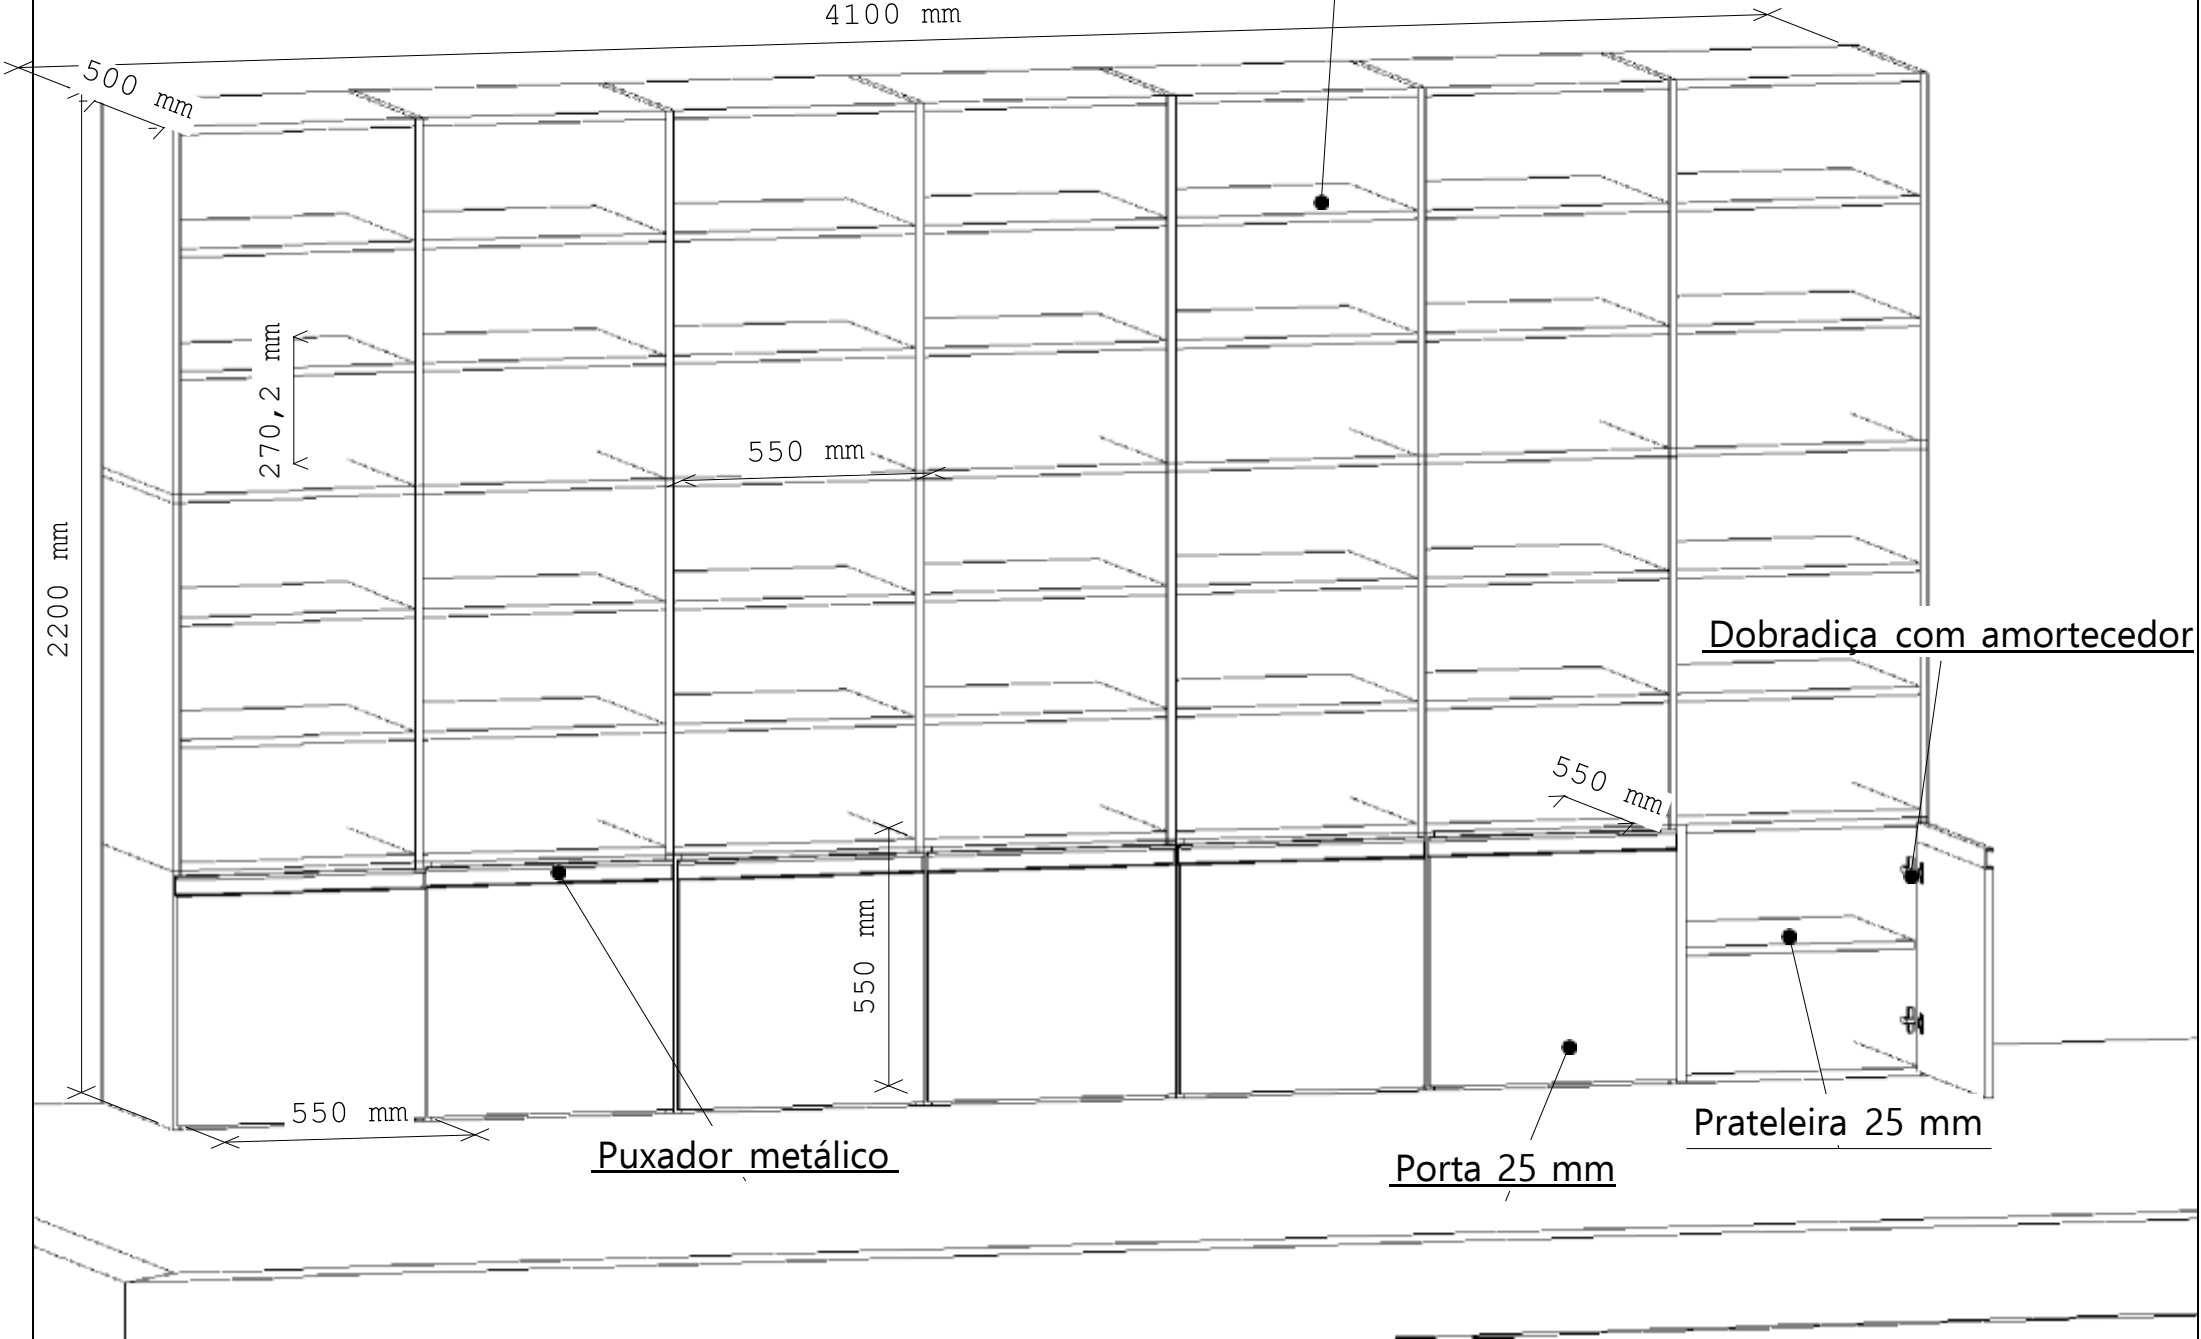 4100 mm
500 mm
270,2 mm
550 mm
2200 mm
Dobradiça com amortecedor
550 mm
550 mm
550 mm
Prateleira 25 mm
Puxador metálico
Porta 25 mm